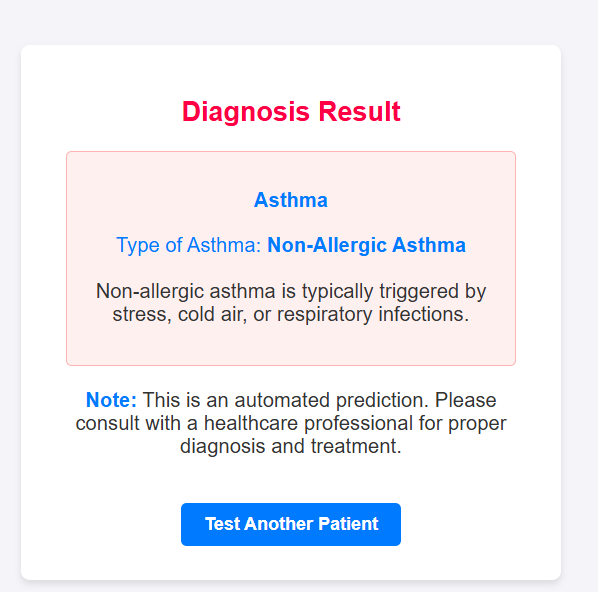 Diagnosis Result
Asthma
Type of Asthma: Non-Allergic Asthma
Non-allergic asthma is typically triggered by
stress, cold air, or respiratory infections.
Note: This is an automated prediction. Please
consult with a healthcare professional for proper
diagnosis and treatment.
Test Another Patient